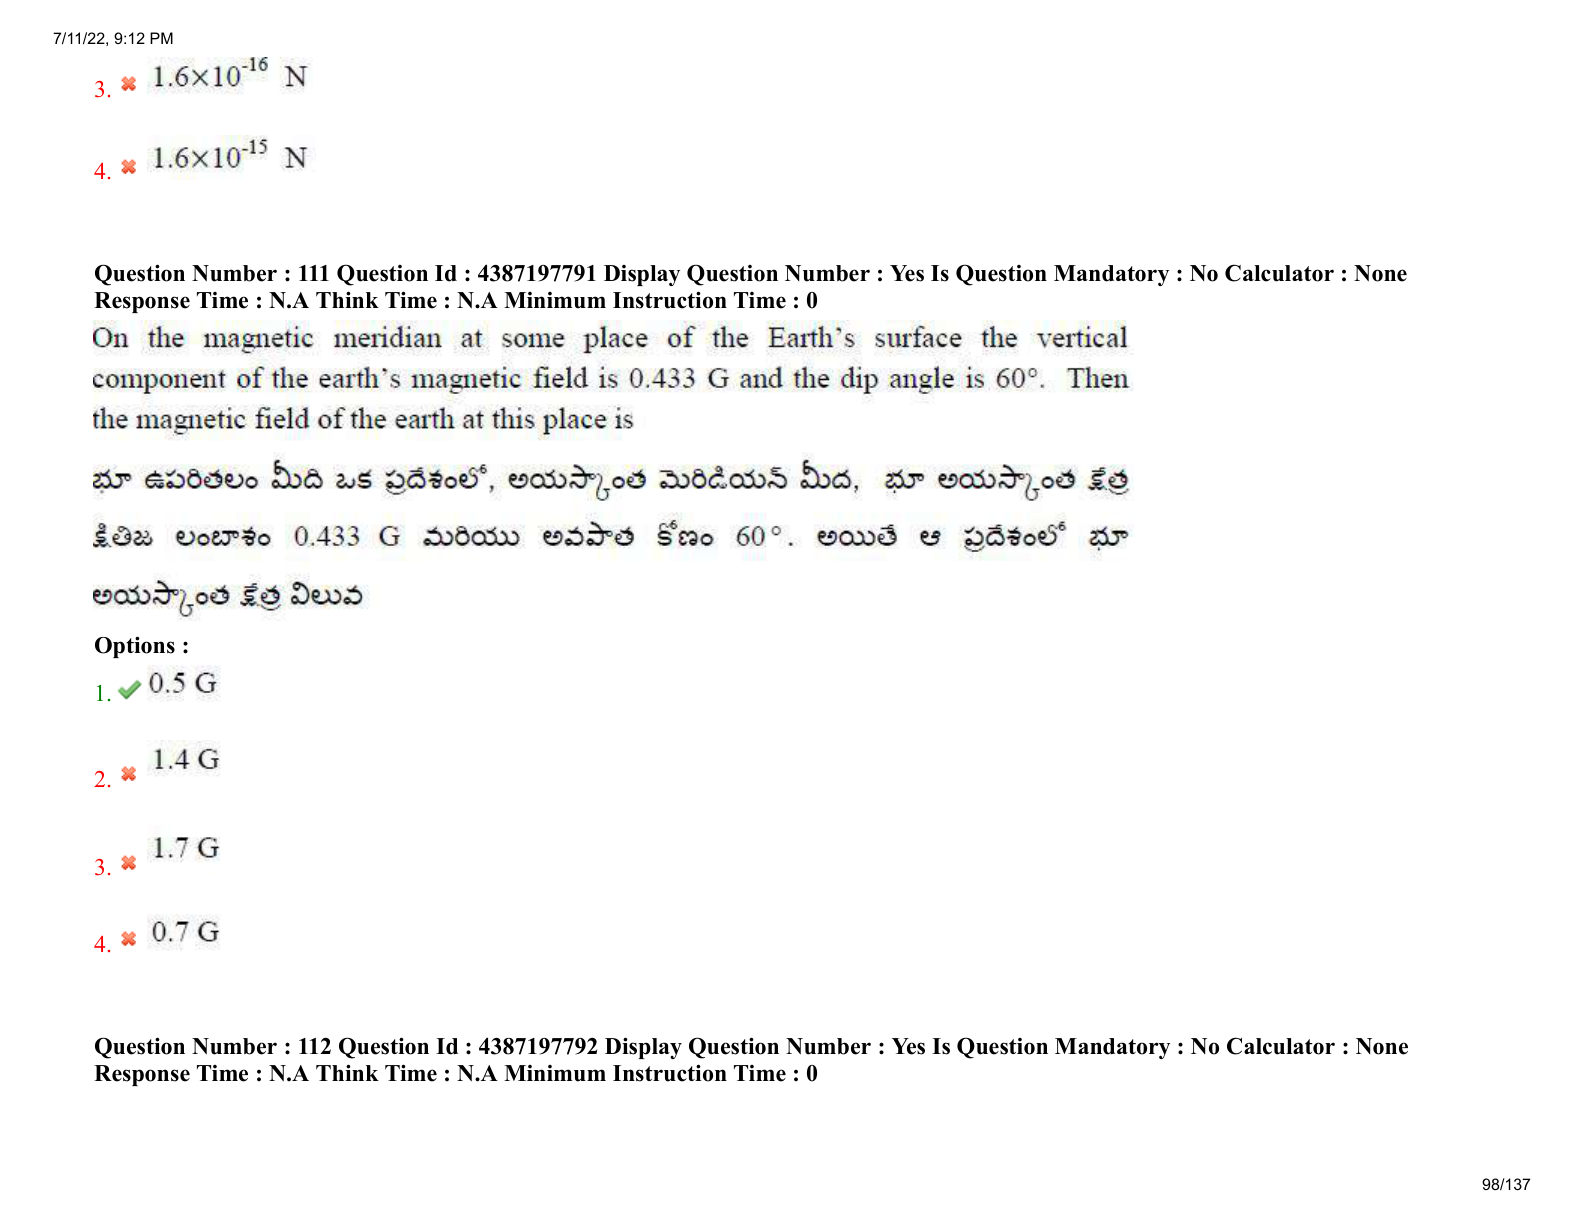 7/11/22, 9:12 PM
3. 1.6×10⁻¹⁶ N
4. 1.6×10⁻¹⁵ N
Question Number : 111 Question Id : 4387197791 Display Question Number : Yes Is Question Mandatory : No Calculator : None
Response Time : N.A Think Time : N.A Minimum Instruction Time : 0
On the magnetic meridian at some place of the Earth's surface the vertical
component of the earth's magnetic field is 0.433 G and the dip angle is 60°. Then
the magnetic field of the earth at this place is
భూ ఉపరితలం మీది ఒక ప్రదేశంలో, అయస్కాంత మెరిడియన్ మీద, భూ అయస్కాంత క్షేత్ర
క్షితిజ లంబాశం 0.433 G మరియు అవపాత కోణం 60°. అయితే ఆ ప్రదేశంలో భూ
అయస్కాంత క్షేత్ర విలువ
Options :
1. 0.5 G
2. 1.4 G
3. 1.7 G
4. 0.7 G
Question Number : 112 Question Id : 4387197792 Display Question Number : Yes Is Question Mandatory : No Calculator : None
Response Time : N.A Think Time : N.A Minimum Instruction Time : 0
98/137